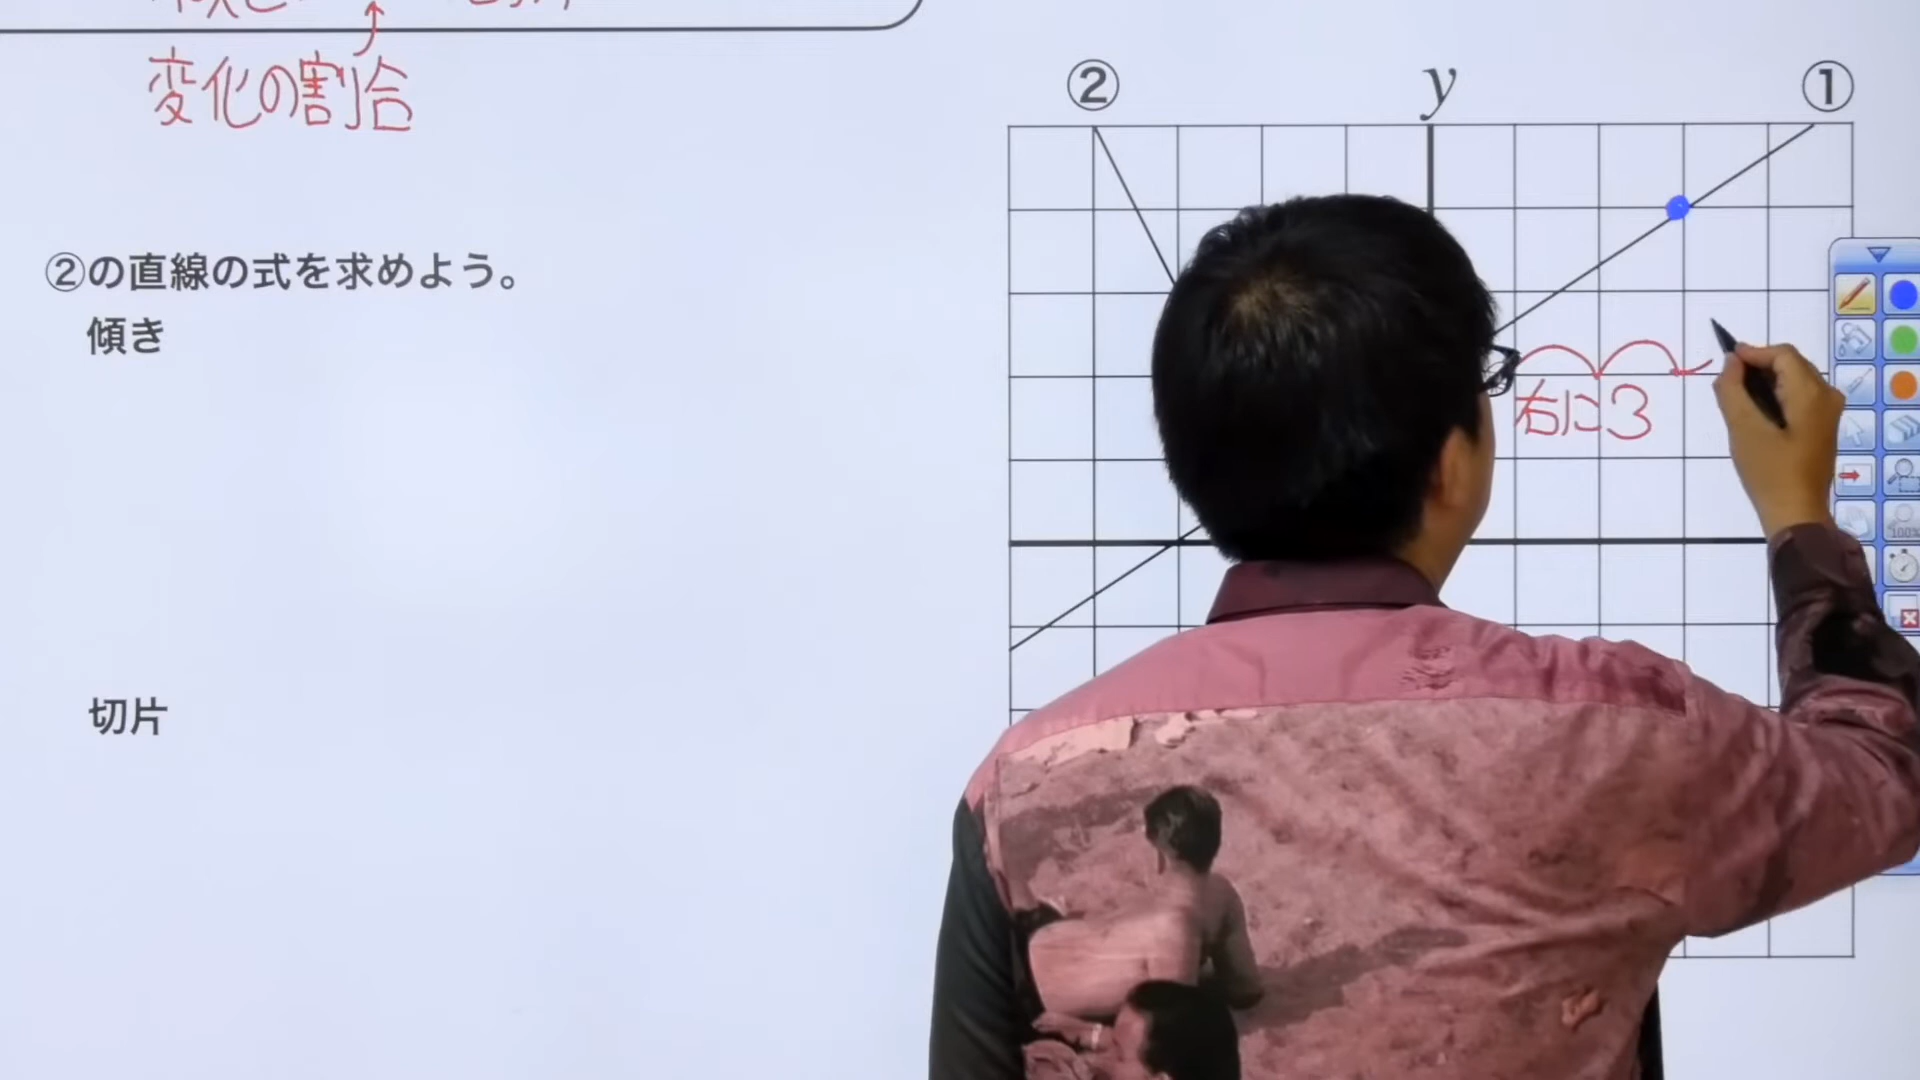 変化の割合
② y ①
②の直線の式を求めよう。
傾き
右に3
切片
100%